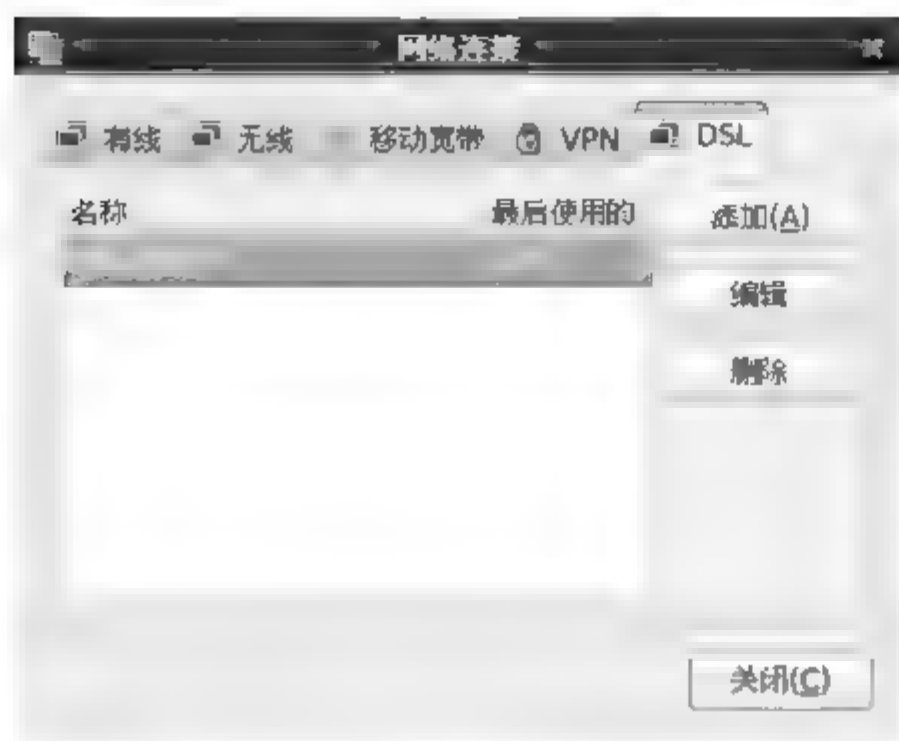 网络连接
有线 无线 移动宽带 VPN DSL
名称 最后使用的 添加(A)
编辑
删除
关闭(C)